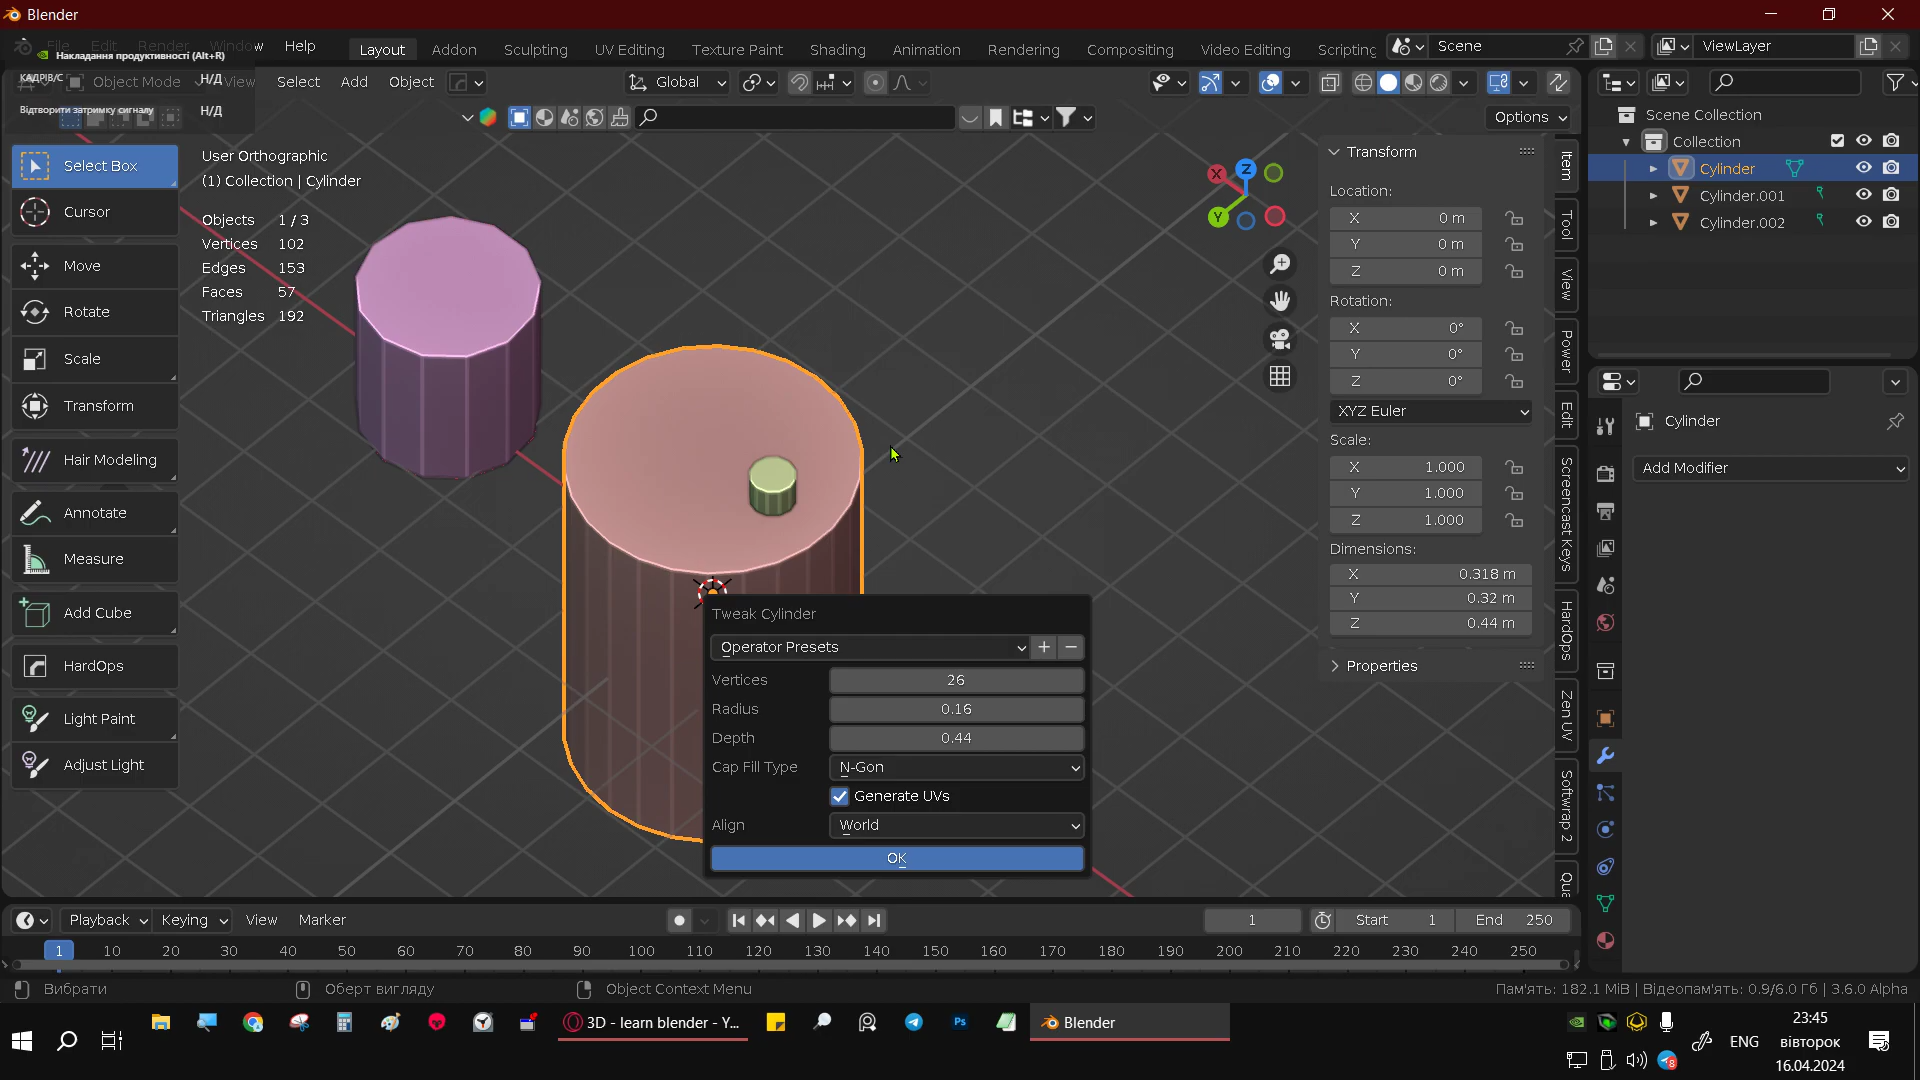 Blender
File Edit Render Window Help
Накладання продуктивності (Alt+R)
Layout Addon Sculpting UV Editing Texture Paint Shading Animation Rendering Compositing Video Editing Scripting
Scene
ViewLayer
КАДРІВ/С Н/Д
Object Mode View Select Add Object
Global
Відтворити затримку сигналу Н/Д
Options
Select Box
Cursor
Move
Rotate
Scale
Transform
Hair Modeling
Annotate
Measure
Add Cube
HardOps
Light Paint
Adjust Light
User Orthographic
(1) Collection | Cylinder
Objects 1 / 3
Vertices 102
Edges 153
Faces 57
Triangles 192
X
Z
Y
Transform
Location:
X 0 m
Y 0 m
Z 0 m
Rotation:
X 0°
Y 0°
Z 0°
XYZ Euler
Scale:
X 1.000
Y 1.000
Z 1.000
Dimensions:
X 0.318 m
Y 0.32 m
Z 0.44 m
Properties
Item
Tool
View
Power
Edit
Screencast Keys
HardOps
Zen UV
Softwrap 2
Qua
Scene Collection
Collection
Cylinder
Cylinder.001
Cylinder.002
Cylinder
Add Modifier
Tweak Cylinder
Operator Presets
Vertices 26
Radius 0.16
Depth 0.44
Cap Fill Type N-Gon
Generate UVs
Align World
OK
Playback Keying View Marker
1 Start 1 End 250
1 10 20 30 40 50 60 70 80 90 100 110 120 130 140 150 160 170 180 190 200 210 220 230 240 250
Вибрати Оберт вигляду Object Context Menu
Пам'ять: 182.1 MiB | Відеопам'ять: 0.9/6.0 Гб | 3.6.0 Alpha
3D - learn blender - Y...
Ps
Blender
23:45
ENG вівторок
16.04.2024
8